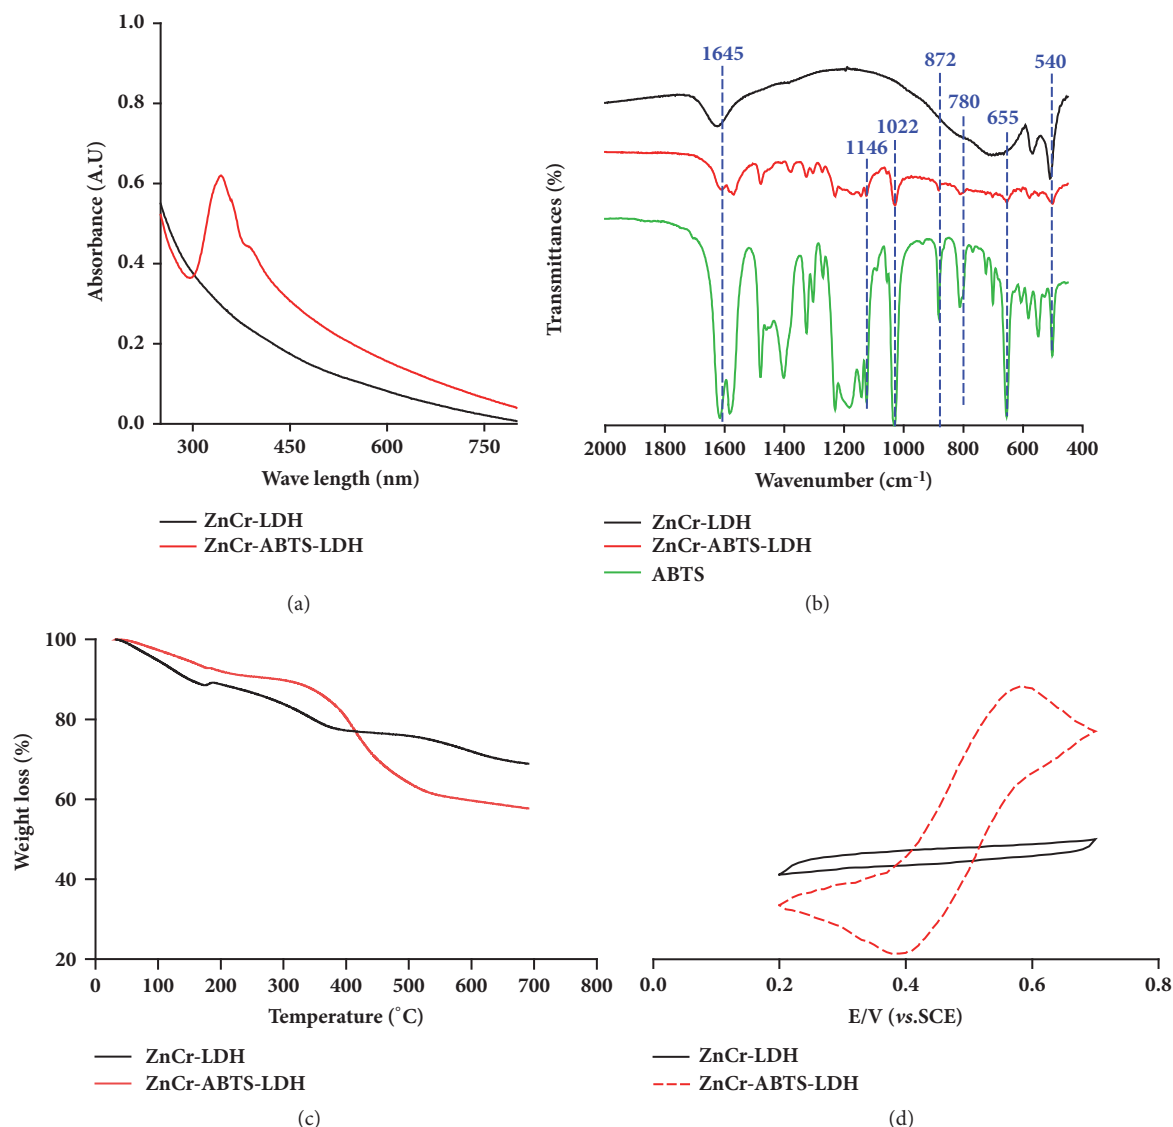 1.0
0.8
0.6
0.4
0.2
0.0
Absorbance (A.U)
300 450 600 750
Wave length (nm)
ZnCr-LDH
ZnCr-ABTS-LDH
(a)
1645
872
540
780
655
1022
1146
Transmittances (%)
2000 1600 1400 1200 1000 800 600 400
Wavenumber (cm-1)
ZnCr-LDH
ZnCr-ABTS-LDH
ABTS
(b)
100
80
60
40
20
Weight loss (%)
0 100 200 300 400 500 600 700 800
Temperature (°C)
ZnCr-LDH
ZnCr-ABTS-LDH
(c)
0.0 0.2 0.4 0.6 0.8
E/V (vs.SCE)
ZnCr-LDH
ZnCr-ABTS-LDH
(d)